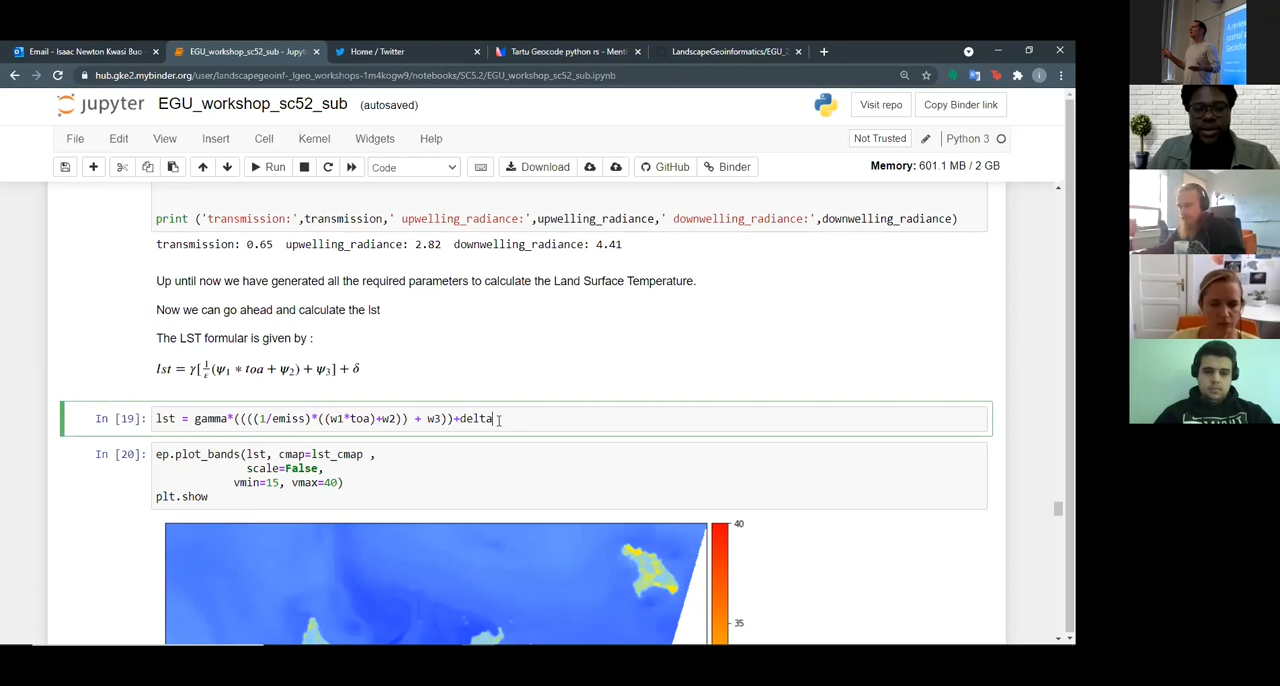 Email - Isaac Newton Kwasi Buo -
EGU_workshop_sc52_sub - Jupyt
Home / Twitter
Tartu Geocode python rs - Menti
LandscapeGeoinformatics/EGU_2
hub.gke2.mybinder.org/user/landscapegeoinf-_lgeo_workshops-1m4kogw9/notebooks/SC5.2/EGU_workshop_sc52_sub.ipynb
jupyter EGU_workshop_sc52_sub (autosaved)
Visit repo Copy Binder link
File Edit View Insert Cell Kernel Widgets Help
Not Trusted Python 3
Run Code Download GitHub Binder
Memory: 601.1 MB / 2 GB
print ('transmission:',transmission,' upwelling_radiance:',upwelling_radiance,' downwelling_radiance:',downwelling_radiance)
transmission: 0.65 upwelling_radiance: 2.82 downwelling_radiance: 4.41
Up until now we have generated all the required parameters to calculate the Land Surface Temperature.
Now we can go ahead and calculate the lst
The LST formular is given by :
lst = γ[1/ε(ψ1 * toa + ψ2) + ψ3] + δ
In [19]: lst = gamma*((((1/emiss)*((w1*toa)+w2)) + w3))+delta
In [20]: ep.plot_bands(lst, cmap=lst_cmap ,
scale=False,
vmin=15, vmax=40)
plt.show
40
35